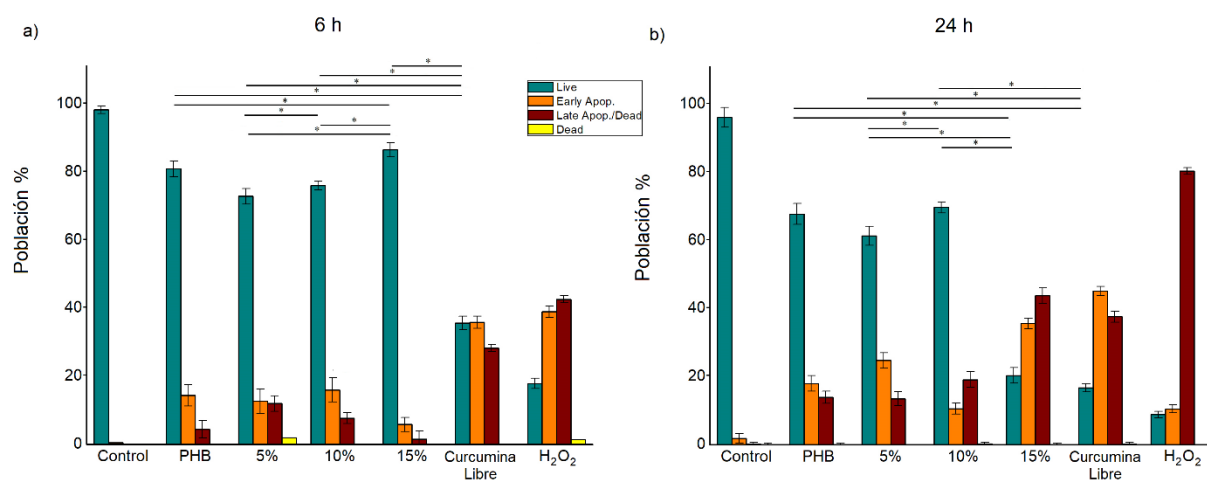 a)
6 h
Población %
100
80
60
40
20
0
* * * * * * *
Live
Early Apop.
Late Apop./Dead
Dead
Control PHB 5% 10% 15% Curcumina Libre H₂O₂
b)
24 h
Población %
100
80
60
40
20
0
* * * * * * *
Control PHB 5% 10% 15% Curcumina Libre H₂O₂